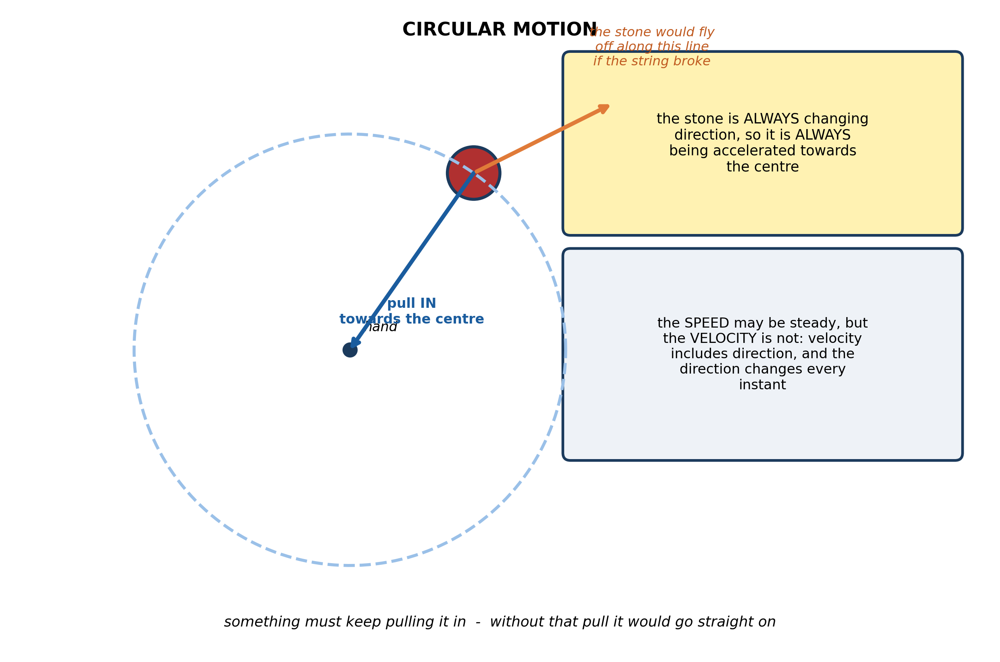 CIRCULAR MOTION
the stone would fly
off along this line
if the string broke
the stone is ALWAYS changing
direction, so it is ALWAYS
being accelerated towards
the centre
pull IN
towards the centre
hand
the SPEED may be steady, but
the VELOCITY is not: velocity
includes direction, and the
direction changes every
instant
something must keep pulling it in - without that pull it would go straight on